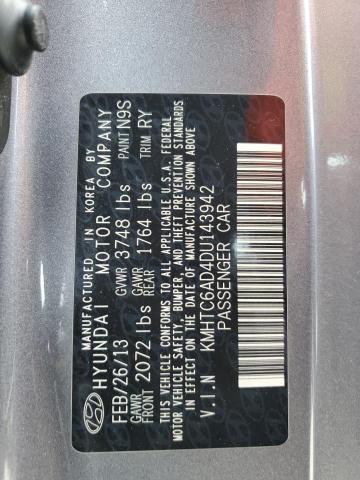 MANUFACTURED IN KOREA BY
HYUNDAI MOTOR COMPANY
FEB/26/13 GVWR 3748 lbs PAINT N9S
GAWR FRONT 2072 lbs GAWR REAR 1764 lbs TRIM RY
THIS VEHICLE CONFORMS TO ALL APPLICABLE U.S.A. FEDERAL
MOTOR VEHICLE SAFETY, BUMPER, AND THEFT PREVENTION STANDARDS
IN EFFECT ON THE DATE OF MANUFACTURE SHOWN ABOVE
V.I.N KMHTC6AD4DU143942
PASSENGER CAR